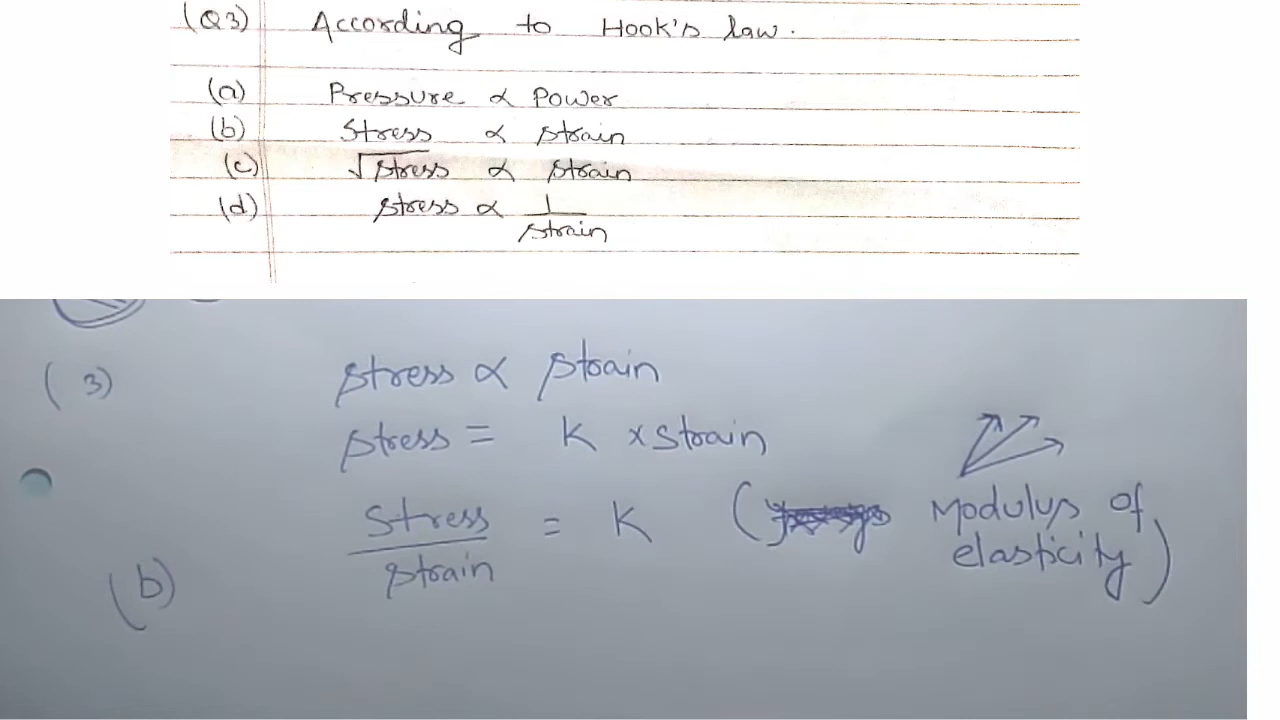 (Q3) According to Hook's law.
(a) Pressure ∝ Power
(b) Stress ∝ strain
(c) √stress ∝ strain
(d) stress ∝ 1/strain
(3) stress ∝ strain
stress = K × strain
stress/strain = K ( Modulus of elasticity)
(b)